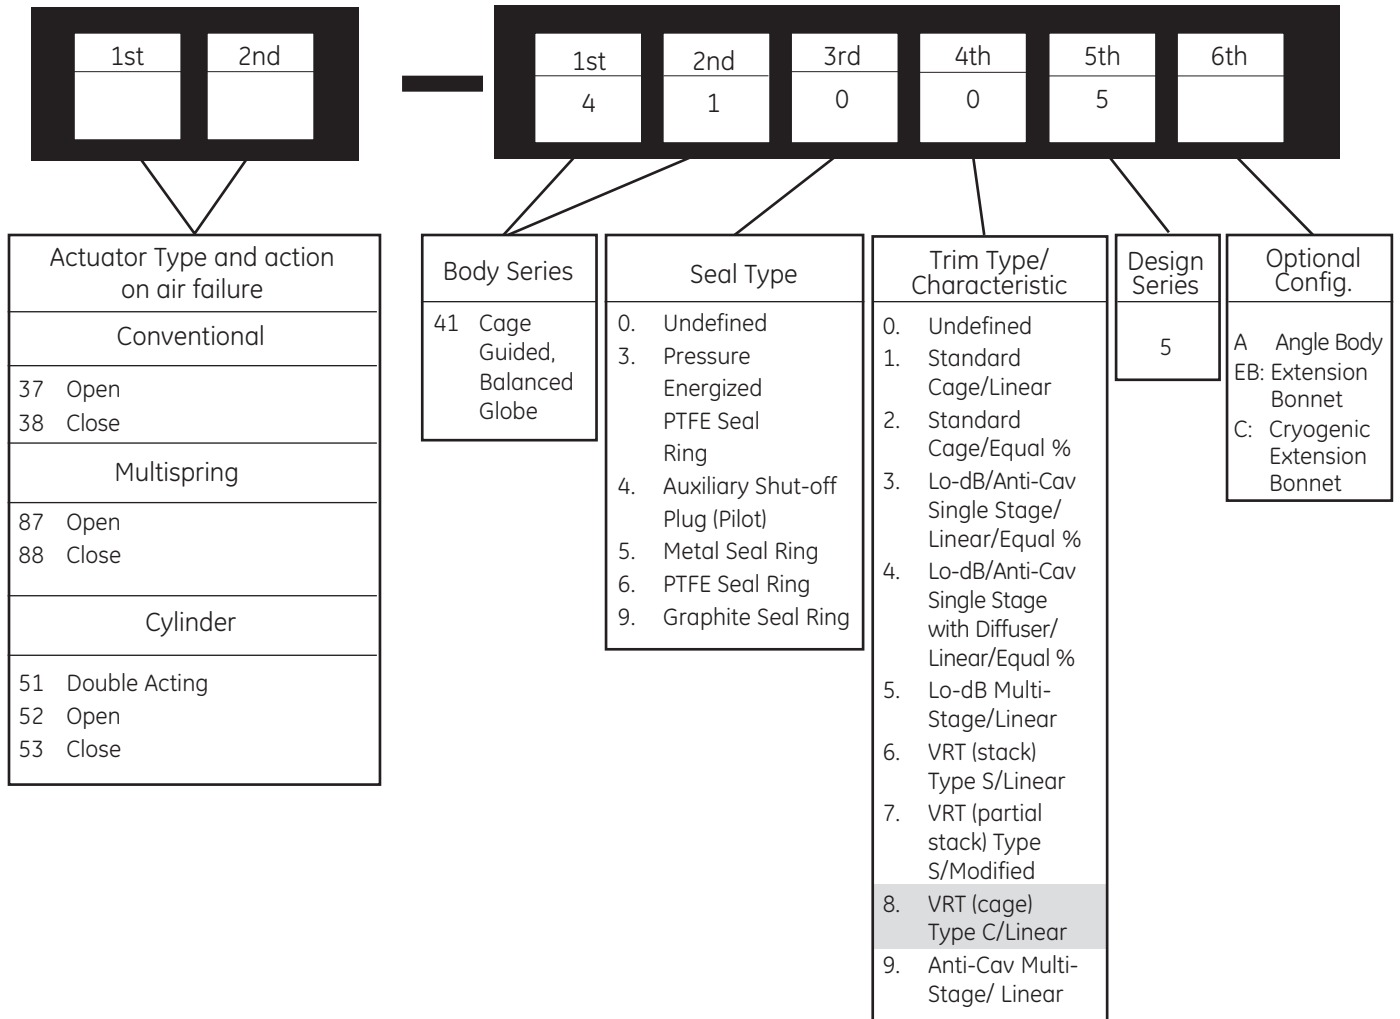 1st 2nd
1st 2nd 3rd 4th 5th 6th
4 1 0 0 5
Actuator Type and action
on air failure
Conventional
37 Open
38 Close
Multispring
87 Open
88 Close
Cylinder
51 Double Acting
52 Open
53 Close
Body Series
41 Cage
Guided,
Balanced
Globe
Seal Type
0. Undefined
3. Pressure
Energized
PTFE Seal
Ring
4. Auxiliary Shut-off
Plug (Pilot)
5. Metal Seal Ring
6. PTFE Seal Ring
9. Graphite Seal Ring
Trim Type/
Characteristic
0. Undefined
1. Standard
Cage/Linear
2. Standard
Cage/Equal %
3. Lo-dB/Anti-Cav
Single Stage/
Linear/Equal %
4. Lo-dB/Anti-Cav
Single Stage
with Diffuser/
Linear/Equal %
5. Lo-dB Multi-
Stage/Linear
6. VRT (stack)
Type S/Linear
7. VRT (partial
stack) Type
S/Modified
8. VRT (cage)
Type C/Linear
9. Anti-Cav Multi-
Stage/ Linear
Design
Series
5
Optional
Config.
A Angle Body
EB: Extension
Bonnet
C: Cryogenic
Extension
Bonnet